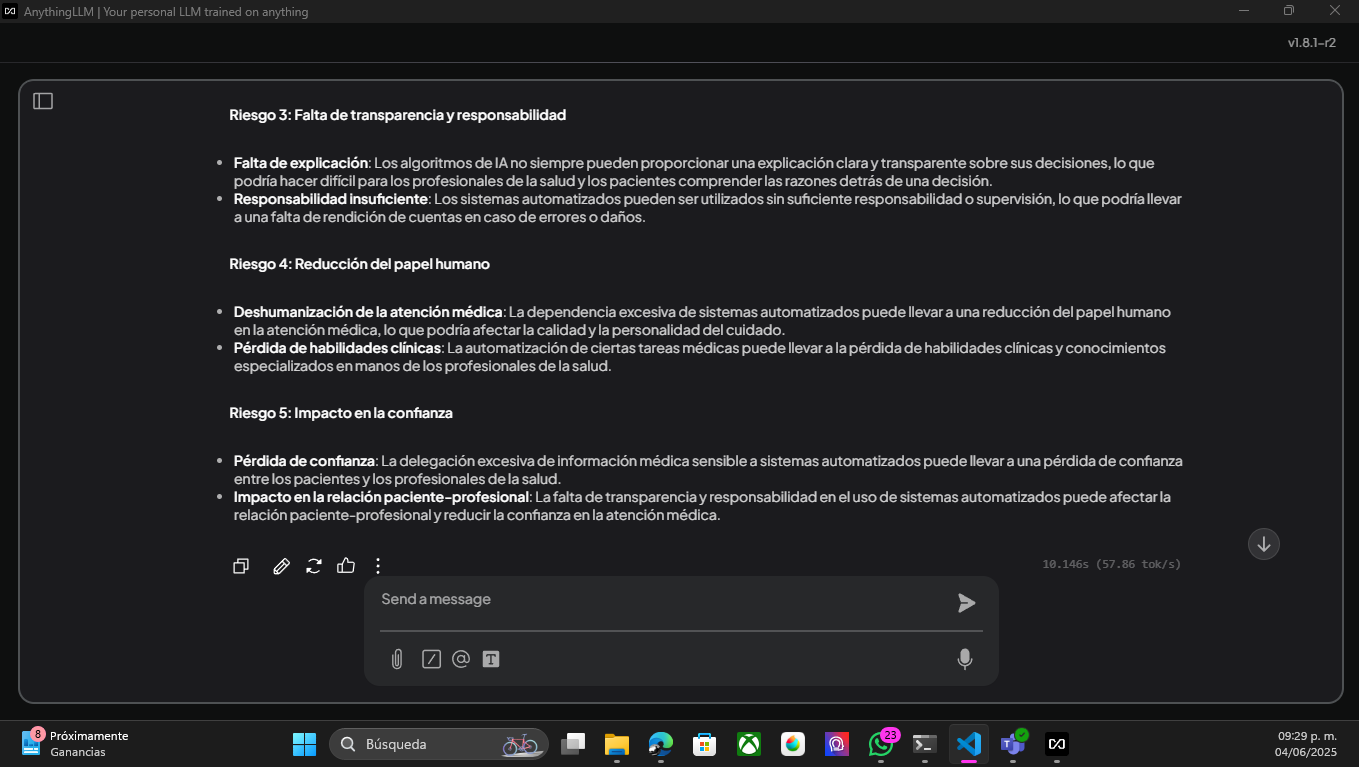 AnythingLLM | Your personal LLM trained on anything
v1.8.1-r2
Riesgo 3: Falta de transparencia y responsabilidad
Falta de explicación: Los algoritmos de IA no siempre pueden proporcionar una explicación clara y transparente sobre sus decisiones, lo que
podría hacer difícil para los profesionales de la salud y los pacientes comprender las razones detrás de una decisión.
Responsabilidad insuficiente: Los sistemas automatizados pueden ser utilizados sin suficiente responsabilidad o supervisión, lo que podría llevar
a una falta de rendición de cuentas en caso de errores o daños.
Riesgo 4: Reducción del papel humano
Deshumanización de la atención médica: La dependencia excesiva de sistemas automatizados puede llevar a una reducción del papel humano
en la atención médica, lo que podría afectar la calidad y la personalidad del cuidado.
Pérdida de habilidades clínicas: La automatización de ciertas tareas médicas puede llevar a la pérdida de habilidades clínicas y conocimientos
especializados en manos de los profesionales de la salud.
Riesgo 5: Impacto en la confianza
Pérdida de confianza: La delegación excesiva de información médica sensible a sistemas automatizados puede llevar a una pérdida de confianza
entre los pacientes y los profesionales de la salud.
Impacto en la relación paciente-profesional: La falta de transparencia y responsabilidad en el uso de sistemas automatizados puede afectar la
relación paciente-profesional y reducir la confianza en la atención médica.
10.146s (57.86 tok/s)
Send a message
8
Próximamente
Ganancias
Búsqueda
23
09:29 p. m.
04/06/2025